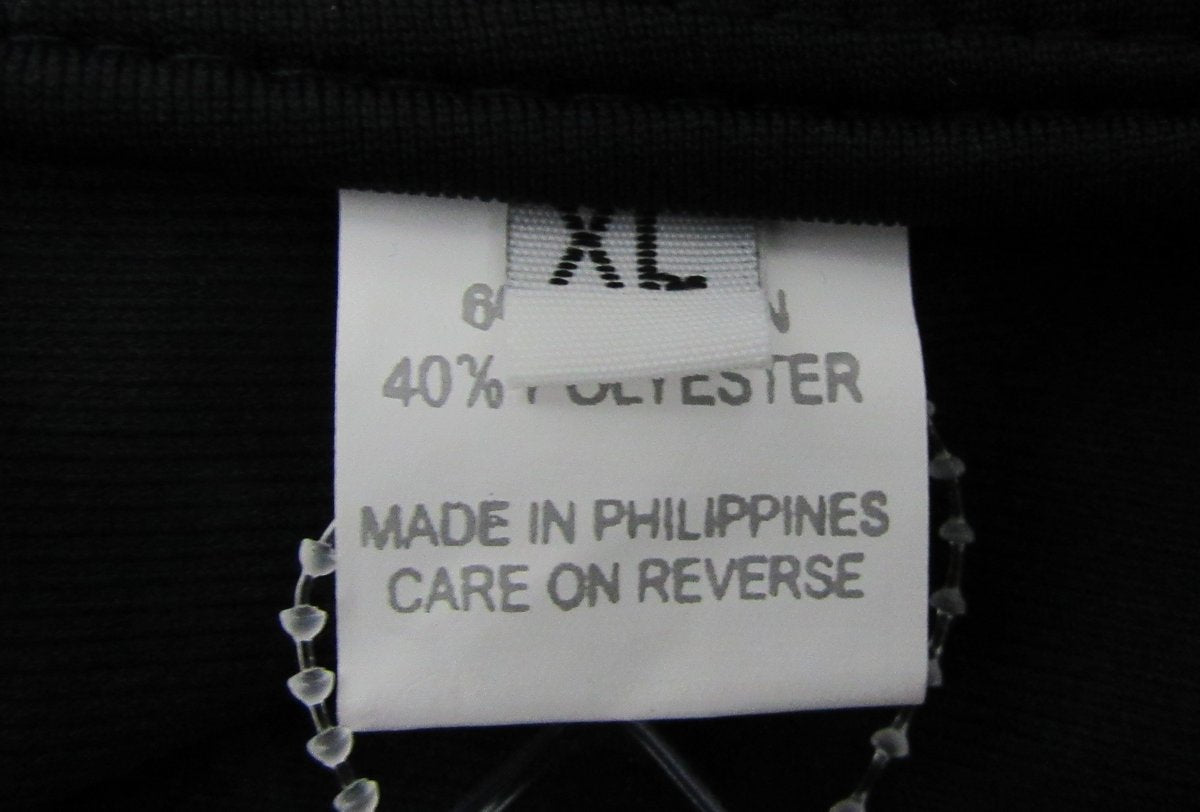 XL
40% POLYESTER
MADE IN PHILIPPINES
CARE ON REVERSE